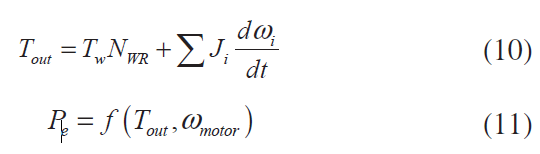 T_out = T_w N_WR + ∑ J_i dω_i/dt (10)
P_e = f(T_out, ω_motor) (11)